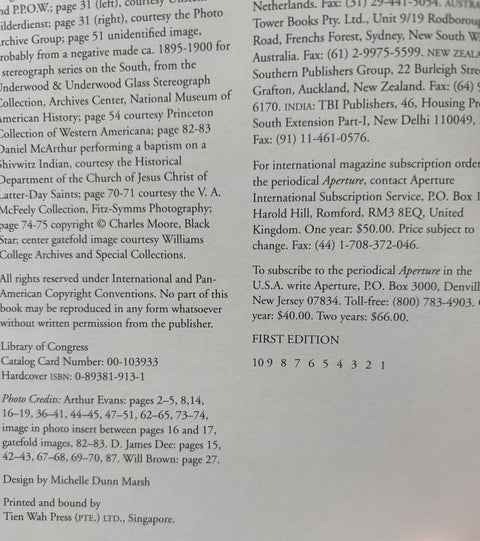 nd P.P.O.W.; page 31 (left), courtesy
ilderdienst; page 31 (right), courtesy the Photo
Archive Group; page 51 unidentified image,
robably from a negative made ca. 1895-1900 for
stereograph series on the South, from the
Underwood & Underwood Glass Stereograph
Collection, Archives Center, National Museum of
American History; page 54 courtesy Princeton
Collection of Western Americana; page 82-83
Daniel McArthur performing a baptism on a
Shivwitz Indian, courtesy the Historical
Department of the Church of Jesus Christ of
Latter-Day Saints; page 70-71 courtesy the V. A.
McFeely Collection, Fitz-Symms Photography;
page 74-75 copyright © Charles Moore, Black
Star; center gatefold image courtesy Williams
College Archives and Special Collections.
All rights reserved under International and Pan-
American Copyright Conventions. No part of this
book may be reproduced in any form whatsoever
without written permission from the publisher.
Library of Congress
Catalog Card Number: 00-103933
Hardcover ISBN: 0-89381-913-1
Photo Credits: Arthur Evans: pages 2–5, 8,14,
16–19, 36–41, 44–45, 47–51, 62–65, 73–74,
image in photo insert between pages 16 and 17,
gatefold images, 82–83. D. James Dee: pages 15,
42–43, 67–68, 69–70, 87. Will Brown: page 27.
Design by Michelle Dunn Marsh
Printed and bound by
Tien Wah Press (PTE.) LTD., Singapore.
Netherlands. Fax: (31) 29-441-5054.
Tower Books Pty. Ltd., Unit 9/19 Rodborou
Road, Frenchs Forest, Sydney, New South W
Australia. Fax: (61) 2-9975-5599. NEW ZEAL
Southern Publishers Group, 22 Burleigh Stree
Grafton, Auckland, New Zealand. Fax: (64) 9
6170. INDIA: TBI Publishers, 46, Housing Pro
South Extension Part-I, New Delhi 110049,
Fax: (91) 11-461-0576.
For international magazine subscription order
the periodical Aperture, contact Aperture
International Subscription Service, P.O. Box 1
Harold Hill, Romford, RM3 8EQ, United
Kingdom. One year: $50.00. Price subject to
change. Fax: (44) 1-708-372-046.
To subscribe to the periodical Aperture in the
U.S.A. write Aperture, P.O. Box 3000, Denvill
New Jersey 07834. Toll-free: (800) 783-4903.
year: $40.00. Two years: $66.00.
FIRST EDITION
10 9 8 7 6 5 4 3 2 1